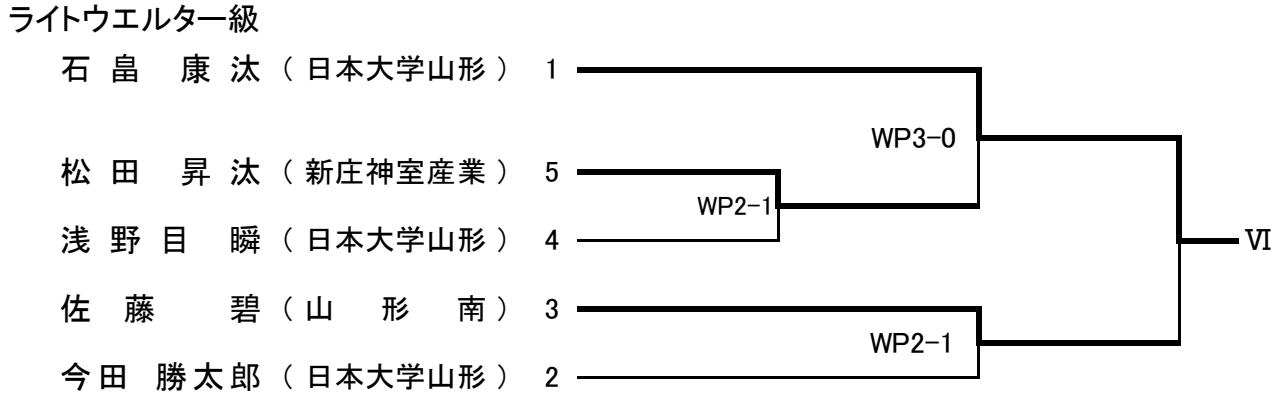 ライトウエルター級
石畠 康汰 ( 日本大学山形 ) 1
WP3-0
松田 昇汰 ( 新庄神室産業 ) 5
WP2-1
浅野目 瞬 ( 日本大学山形 ) 4
Ⅵ
佐藤 碧 ( 山形南 ) 3
WP2-1
今田 勝太郎 ( 日本大学山形 ) 2